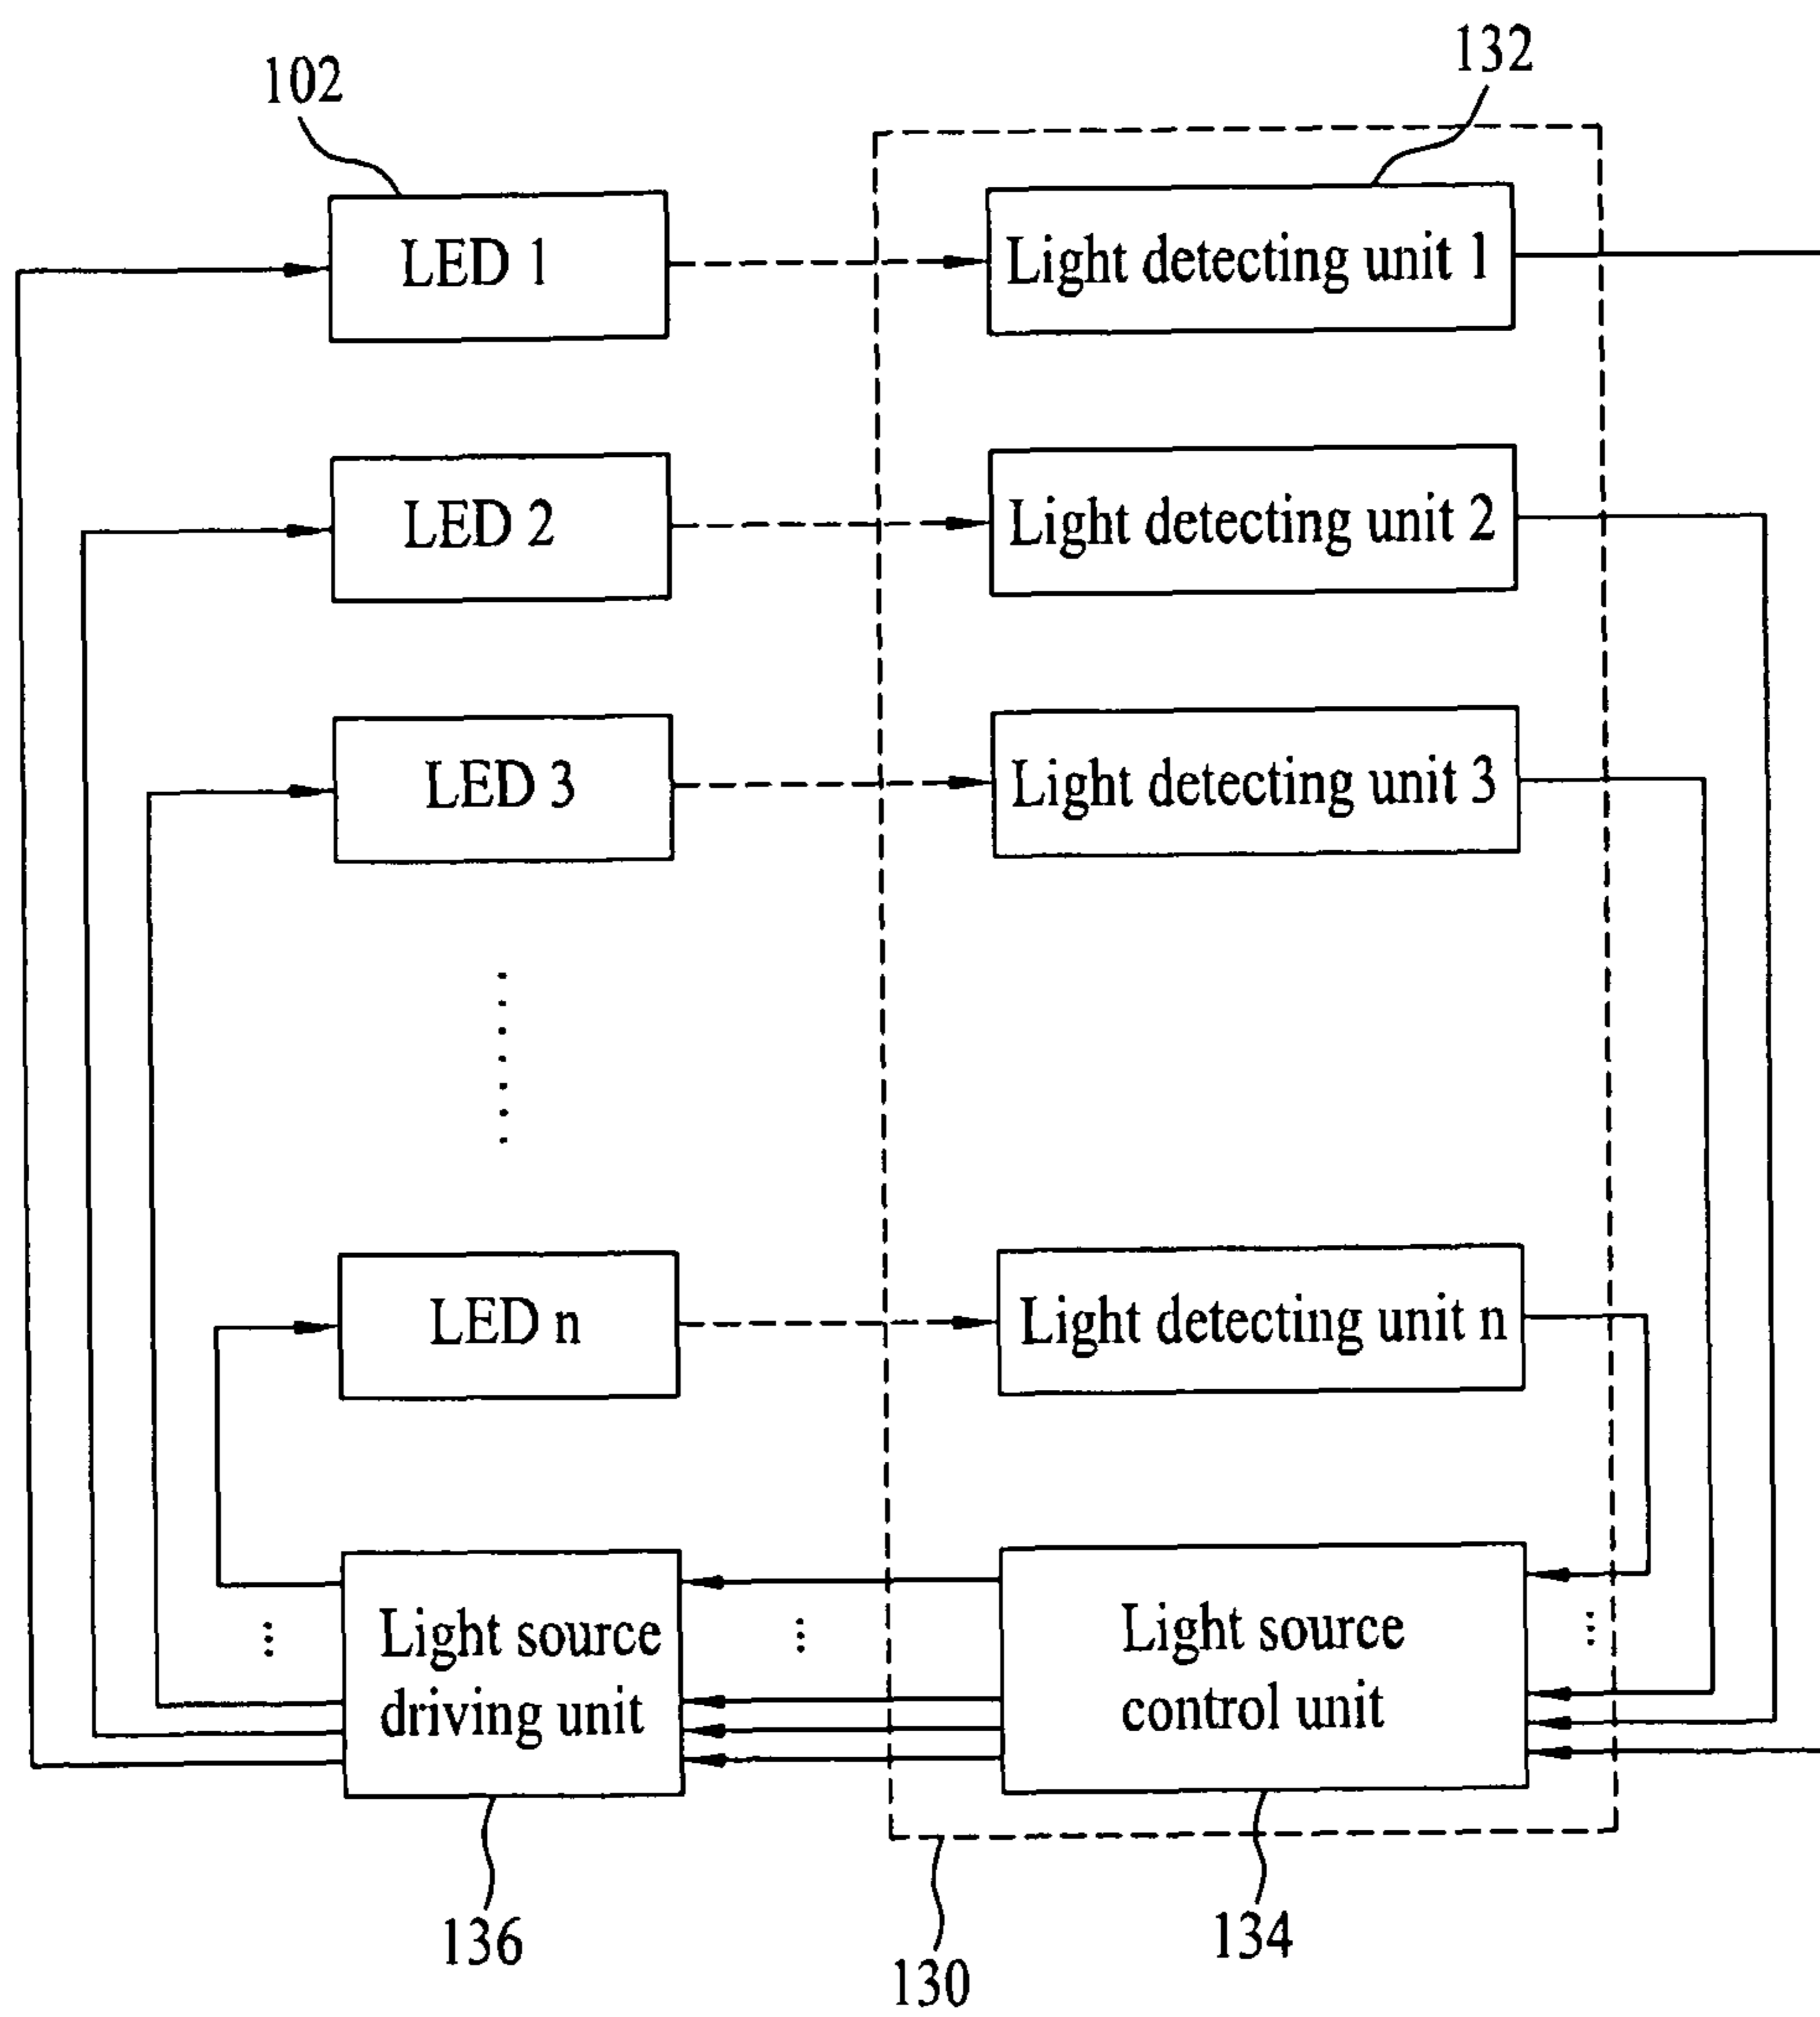 102
132
LED 1
Light detecting unit 1
LED 2
Light detecting unit 2
LED 3
Light detecting unit 3
LED n
Light detecting unit n
Light source
driving unit
Light source
control unit
136
130
134